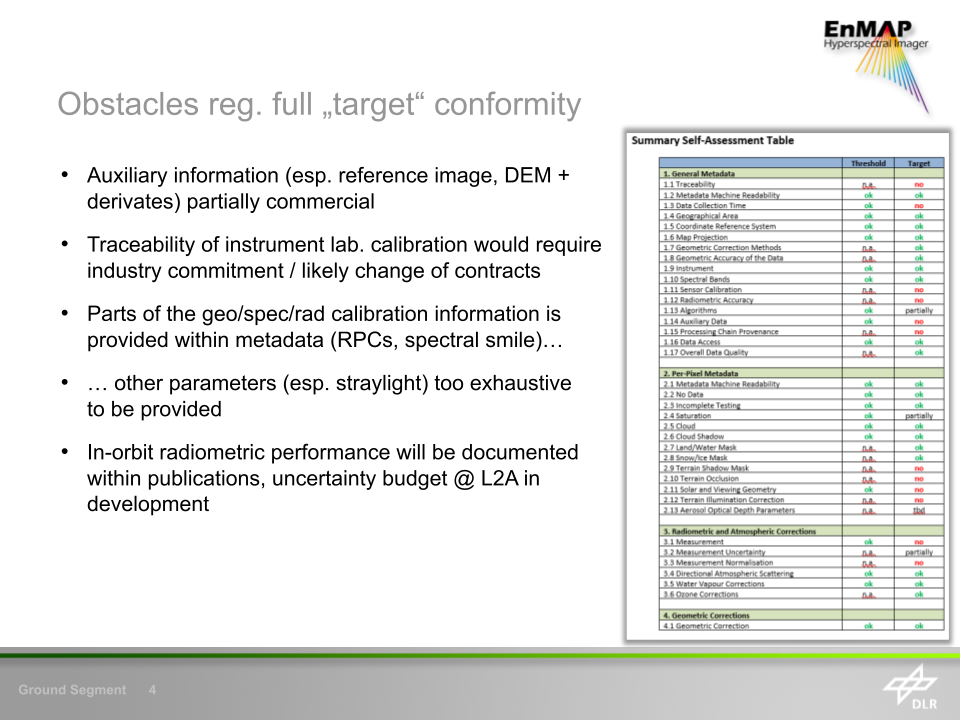 EnMAP
Hyperspectral Imager
Obstacles reg. full „target“ conformity
• Auxiliary information (esp. reference image, DEM +
derivates) partially commercial
• Traceability of instrument lab. calibration would require
industry commitment / likely change of contracts
• Parts of the geo/spec/rad calibration information is
provided within metadata (RPCs, spectral smile)…
• … other parameters (esp. straylight) too exhaustive
to be provided
• In-orbit radiometric performance will be documented
within publications, uncertainty budget @ L2A in
development
Summary Self-Assessment Table
Threshold Target
1. General Metadata
1.1 Traceability n.a. no
1.2 Metadata Machine Readability ok ok
1.3 Data Collection Time ok no
1.4 Geographical Area ok ok
1.5 Coordinate Reference System ok ok
1.6 Map Projection ok ok
1.7 Geometric Correction Methods n.a. ok
1.8 Geometric Accuracy of the Data n.a. ok
1.9 Instrument ok ok
1.10 Spectral Bands ok ok
1.11 Sensor Calibration n.a. no
1.12 Radiometric Accuracy n.a. no
1.13 Algorithms ok partially
1.14 Auxiliary Data ok no
1.15 Processing Chain Provenance n.a. no
1.16 Data Access ok ok
1.17 Overall Data Quality n.a. ok
2. Per-Pixel Metadata
2.1 Metadata Machine Readability ok ok
2.2 No Data ok ok
2.3 Incomplete Testing ok ok
2.4 Saturation ok partially
2.5 Cloud ok ok
2.6 Cloud Shadow ok ok
2.7 Land/Water Mask n.a. ok
2.8 Snow/Ice Mask n.a. ok
2.9 Terrain Shadow Mask n.a. no
2.10 Terrain Occlusion n.a. no
2.11 Solar and Viewing Geometry ok no
2.12 Terrain Illumination Correction n.a. no
2.13 Aerosol Optical Depth Parameters n.a. tbd
3. Radiometric and Atmospheric Corrections
3.1 Measurement ok no
3.2 Measurement Uncertainty n.a. partially
3.3 Measurement Normalisation n.a. no
3.4 Directional Atmospheric Scattering ok ok
3.5 Water Vapour Corrections ok ok
3.6 Ozone Corrections n.a. ok
4. Geometric Corrections
4.1 Geometric Correction ok ok
Ground Segment 4
DLR